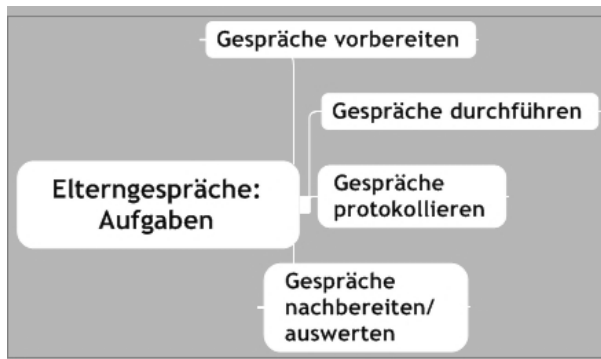 Gespräche vorbereiten
Gespräche durchführen
Elterngespräche:
Aufgaben
Gespräche
protokollieren
Gespräche
nachbereiten/
auswerten